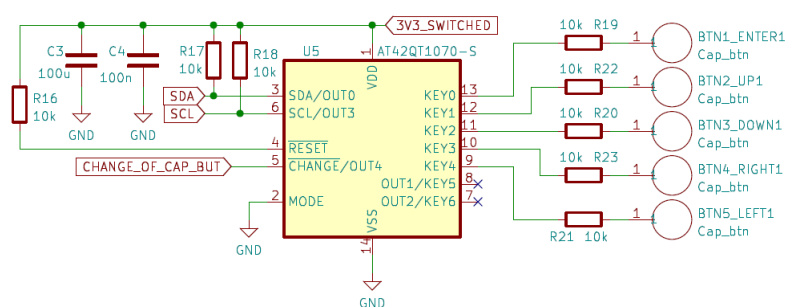 3V3_SWITCHED
C3
100u
C4
100n
R17
10k
R18
10k
U5
AT42QT1070-S
R16
10k
GND
GND
SDA
SCL
CHANGE_OF_CAP_BUT
GND
1
VDD
3
SDA/OUT0
6
SCL/OUT3
4
RESET
5
CHANGE/OUT4
2
MODE
KEY0
13
KEY1
12
KEY2
11
KEY3
10
KEY4
9
OUT1/KEY5
8
OUT2/KEY6
7
VSS
14
GND
10k R19
1
BTN1_ENTER1
Cap_btn
10k R22
1
BTN2_UP1
Cap_btn
10k R20
1
BTN3_DOWN1
Cap_btn
10k R23
1
BTN4_RIGHT1
Cap_btn
R21 10k
1
BTN5_LEFT1
Cap_btn